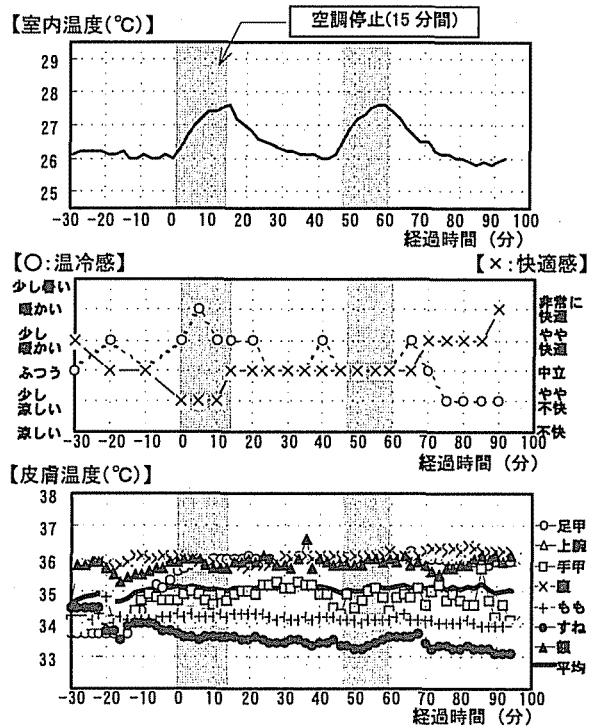 【室内温度(℃)】
空調停止(15分間)
29
28
27
26
25
-30 -20 -10 0 10 20 30 40 50 60 70 80 90 100
経過時間（分）
【○:温冷感】 【×:快適感】
少し暑い
暖かい
少し
暖かい
ふつう
少し
涼しい
涼しい
非常に
快適
やや
快適
中立
やや
不快
不快
-30 -20 -10 0 10 20 30 40 50 60 70 80 90 100
経過時間（分）
【皮膚温度(℃)】
38
37
36
35
34
33
-30 -20 -10 0 10 20 30 40 50 60 70 80 90 100
経過時間（分）
足甲
上腕
手甲
腹
もも
すね
額
平均